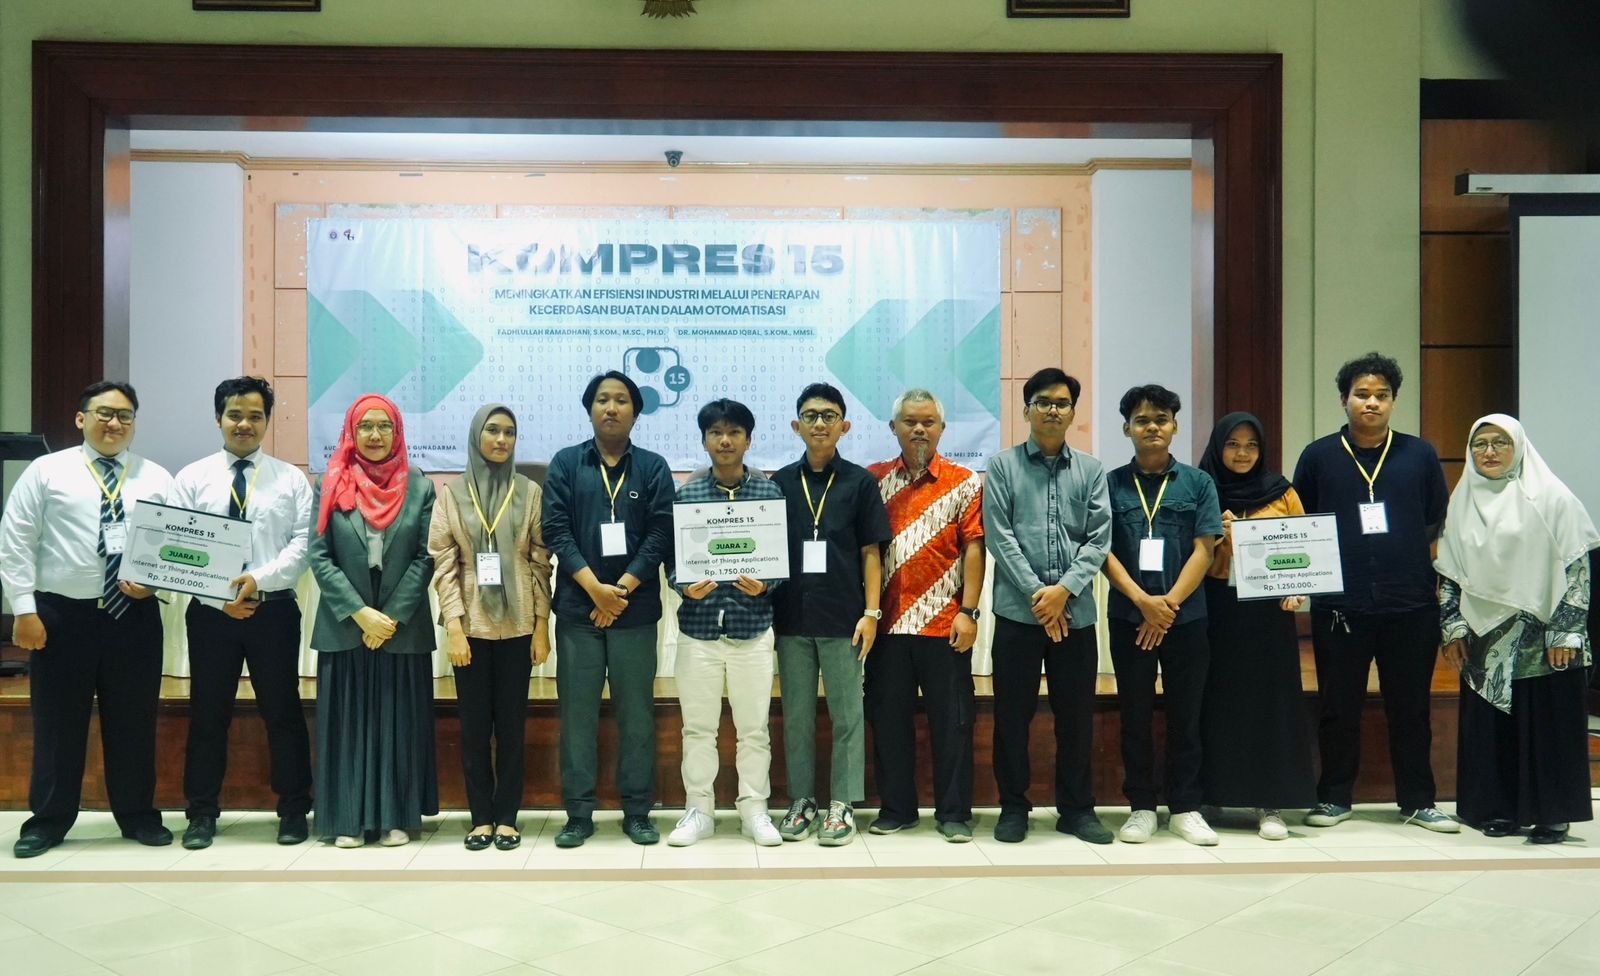 KOMPRES 15
MENINGKATKAN EFISIENSI INDUSTRI MELALUI PENERAPAN
KECERDASAN BUATAN DALAM OTOMATISASI
FADHLULLAH RAMADHANI, S.KOM., M.SC., PH.D. DR. MOHAMMAD IQBAL, S.KOM., MMSI.
15
GUNADARMA
30 MEI 2024
KOMPRES 15
JUARA 1
Internet of Things Applications
Rp. 2.500.000,-
KOMPRES 15
JUARA 2
Internet of Things Applications
Rp. 1.750.000,-
KOMPRES 15
JUARA 3
Internet of Things Applications
Rp. 1.250.000,-